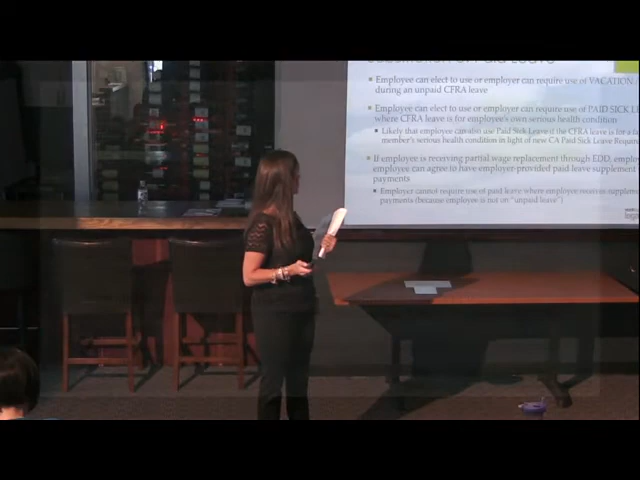 Substitution of Paid Leave
Employee can elect to use or employer can require use of VACATION
during an unpaid CFRA leave
Employee can elect to use or employer can require use of PAID SICK
where CFRA leave is for employee's own serious health condition
Likely that employee can also use Paid Sick Leave if the CFRA leave is for a
member's serious health condition in light of new CA Paid Sick Leave
If employee is receiving partial wage replacement through EDD,
employee can agree to have employer-provided paid leave supplement
payments
Employer cannot require use of paid leave where employee receives
payments (because employee is not on "unpaid leave")